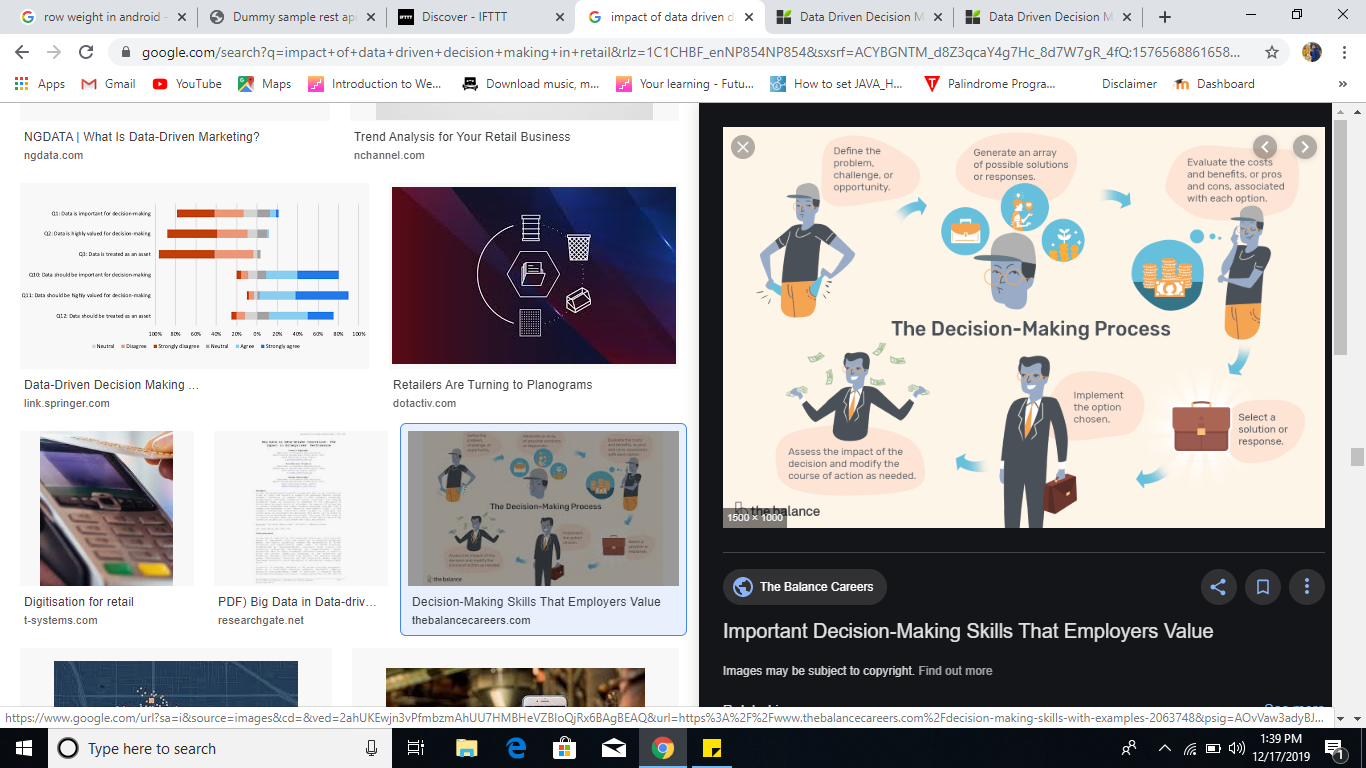 row weight in android -
Dummy sample rest api
Discover - IFTTT
impact of data driven d
Data Driven Decision M
Data Driven Decision M
google.com/search?q=impact+of+data+driven+decision+making+in+retail&rlz=1C1CHBF_enNP854NP854&sxsrf=ACYBGNTM_d8Z3qcaY4g7Hc_8d7W7gR_4fQ:1576568861658...
Apps
Gmail
YouTube
Maps
Introduction to We...
Download music, m...
Your learning - Futu...
How to set JAVA_H...
Palindrome Progra...
Disclaimer
Dashboard
NGDATA | What Is Data-Driven Marketing?
ngdata.com
Trend Analysis for Your Retail Business
nchannel.com
Q1: Data is important for decision-making
Q2: Data is highly valued for decision-making
Q3: Data is treated as an asset
Q10: Data should be important for decision-making
Q11: Data should be highly valued for decision-making
Q12: Data should be treated as an asset
100% 80% 60% 40% 20% 0% 20% 40% 60% 80% 100%
Neutral Disagree Strongly disagree Neutral Agree Strongly agree
Data-Driven Decision Making ...
link.springer.com
Retailers Are Turning to Planograms
dotactiv.com
Digitisation for retail
t-systems.com
PDF) Big Data in Data-driv...
researchgate.net
The Decision-Making Process
the balance
Decision-Making Skills That Employers Value
thebalancecareers.com
Define the
problem,
challenge, or
opportunity.
Generate an array
of possible solutions
or responses.
Evaluate the costs
and benefits, or pros
and cons, associated
with each option.
The Decision-Making Process
Select a
solution or
response.
Implement
the option
chosen.
Assess the impact of the
decision and modify the
course of action as needed.
the balance
1500 × 1000
The Balance Careers
Important Decision-Making Skills That Employers Value
Images may be subject to copyright. Find out more
https://www.google.com/url?sa=i&source=images&cd=&ved=2ahUKEwjn3vPfmbzmAhUU7HMBHeVZBloQjRx6BAgBEAQ&url=https%3A%2F%2Fwww.thebalancecareers.com%2Fdecision-making-skills-with-examples-2063748&psig=AOvVaw3adyBJ...
Type here to search
1:39 PM
12/17/2019
1